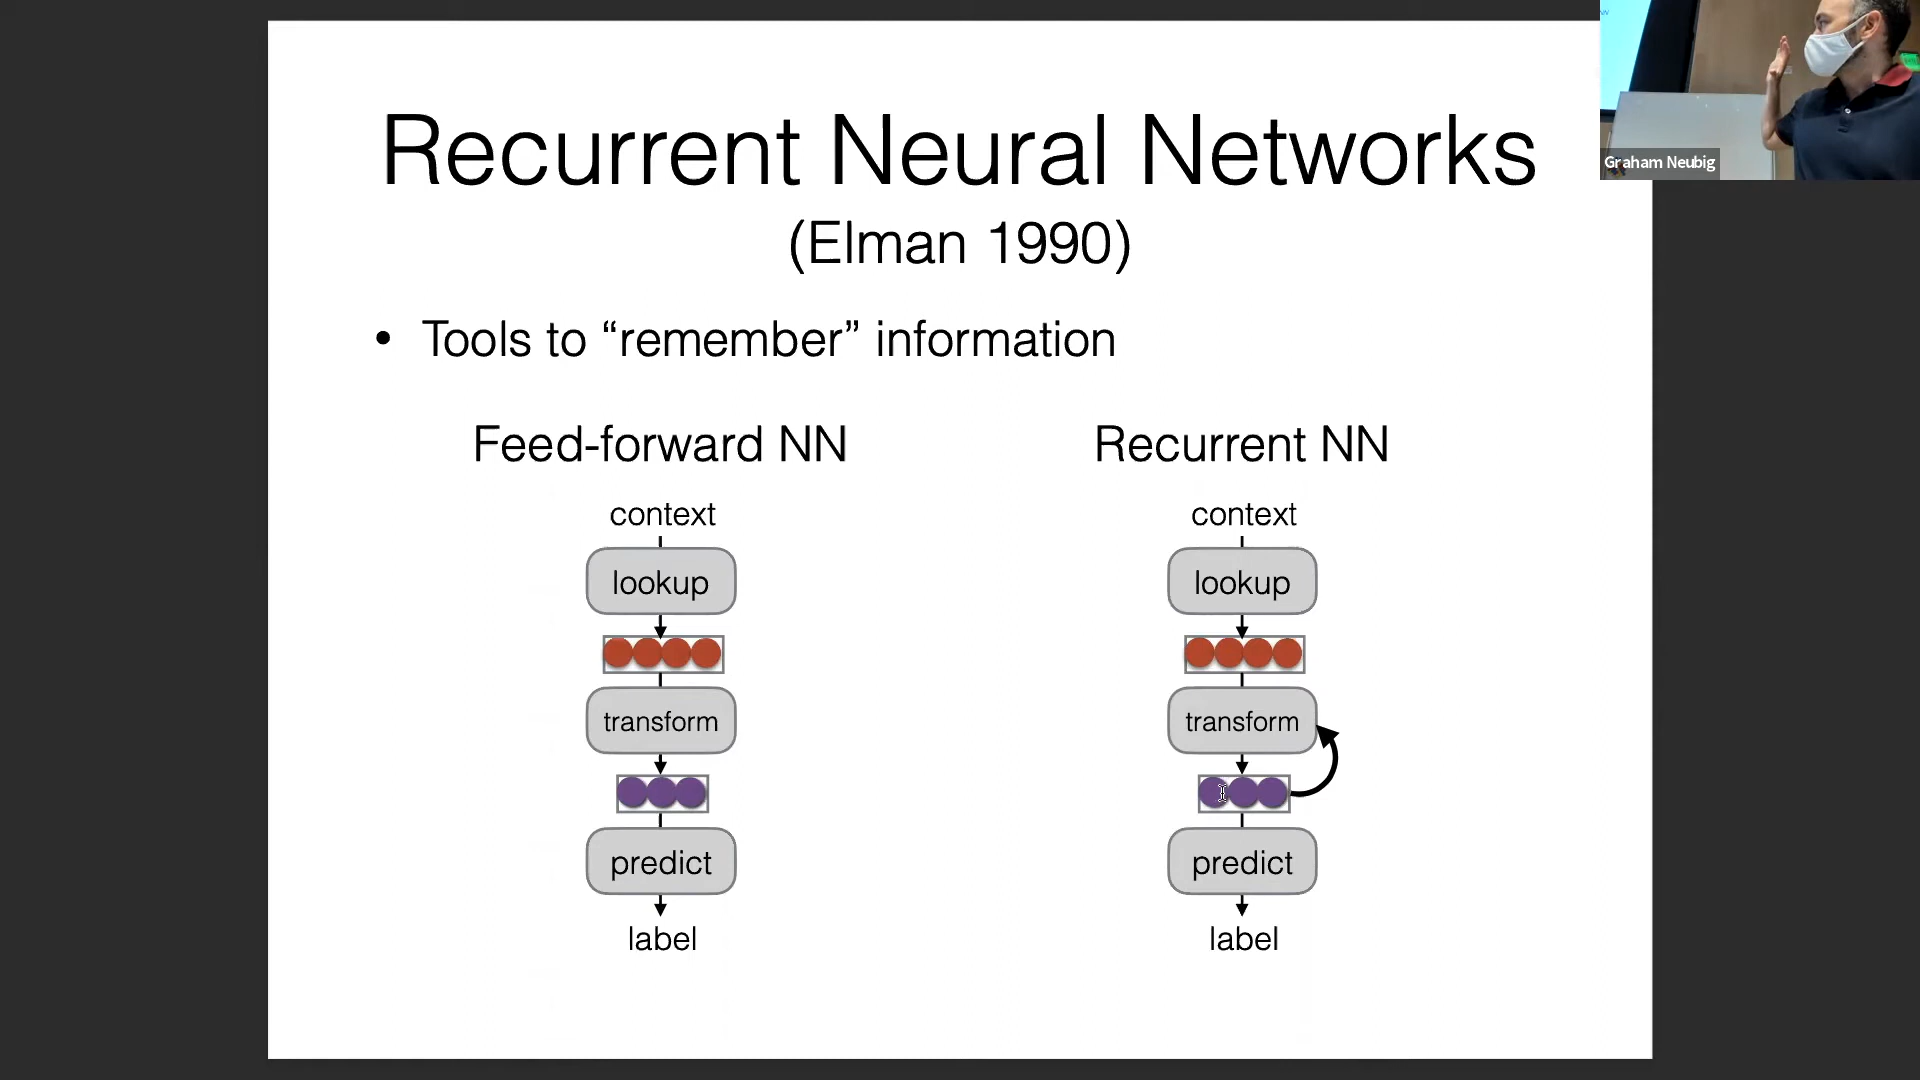 Recurrent Neural Networks
(Elman 1990)
• Tools to “remember” information
Feed-forward NN
context
lookup
transform
predict
label
Recurrent NN
context
lookup
transform
predict
label
Graham Neubig